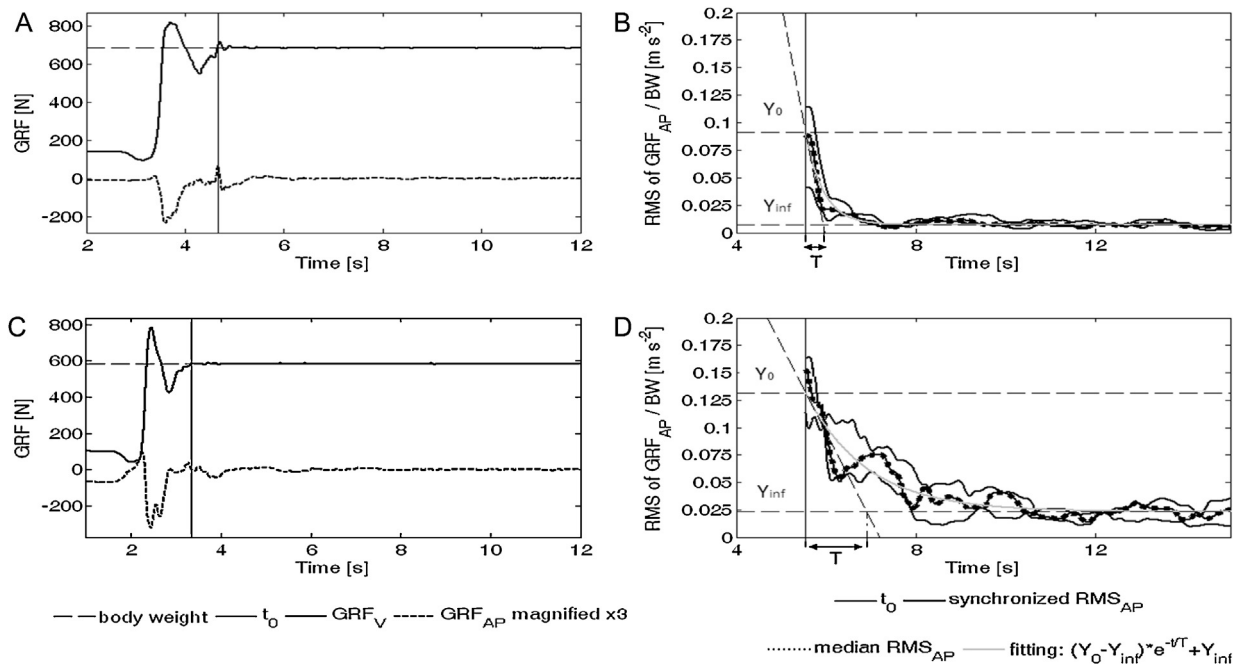 A
GRF [N]
800
600
400
200
0
-200
2 4 6 8 10 12
Time [s]
B
RMS of GRF_AP / BW [m s^-2]
0.2
0.175
0.15
0.125
0.1
0.075
0.05
0.025
0
Y_0
Y_inf
4 8 12
T
Time [s]
C
GRF [N]
800
600
400
200
0
-200
2 4 6 8 10 12
Time [s]
D
RMS of GRF_AP / BW [m s^-2]
0.2
0.175
0.15
0.125
0.1
0.075
0.05
0.025
0
Y_0
Y_inf
4 8 12
T
Time [s]
body weight t_0 GRF_V GRF_AP magnified x3
t_0 synchronized RMS_AP
median RMS_AP fitting: (Y_0-Y_inf)*e^-t/T+Y_inf